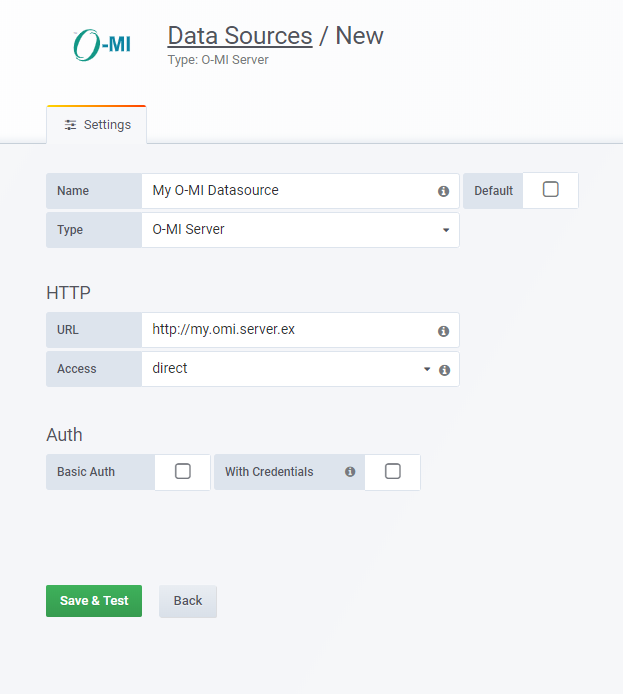 O-MI
Data Sources / New
Type: O-MI Server
Settings
Name My O-MI Datasource Default
Type O-MI Server
HTTP
URL http://my.omi.server.ex
Access direct
Auth
Basic Auth With Credentials
Save & Test Back